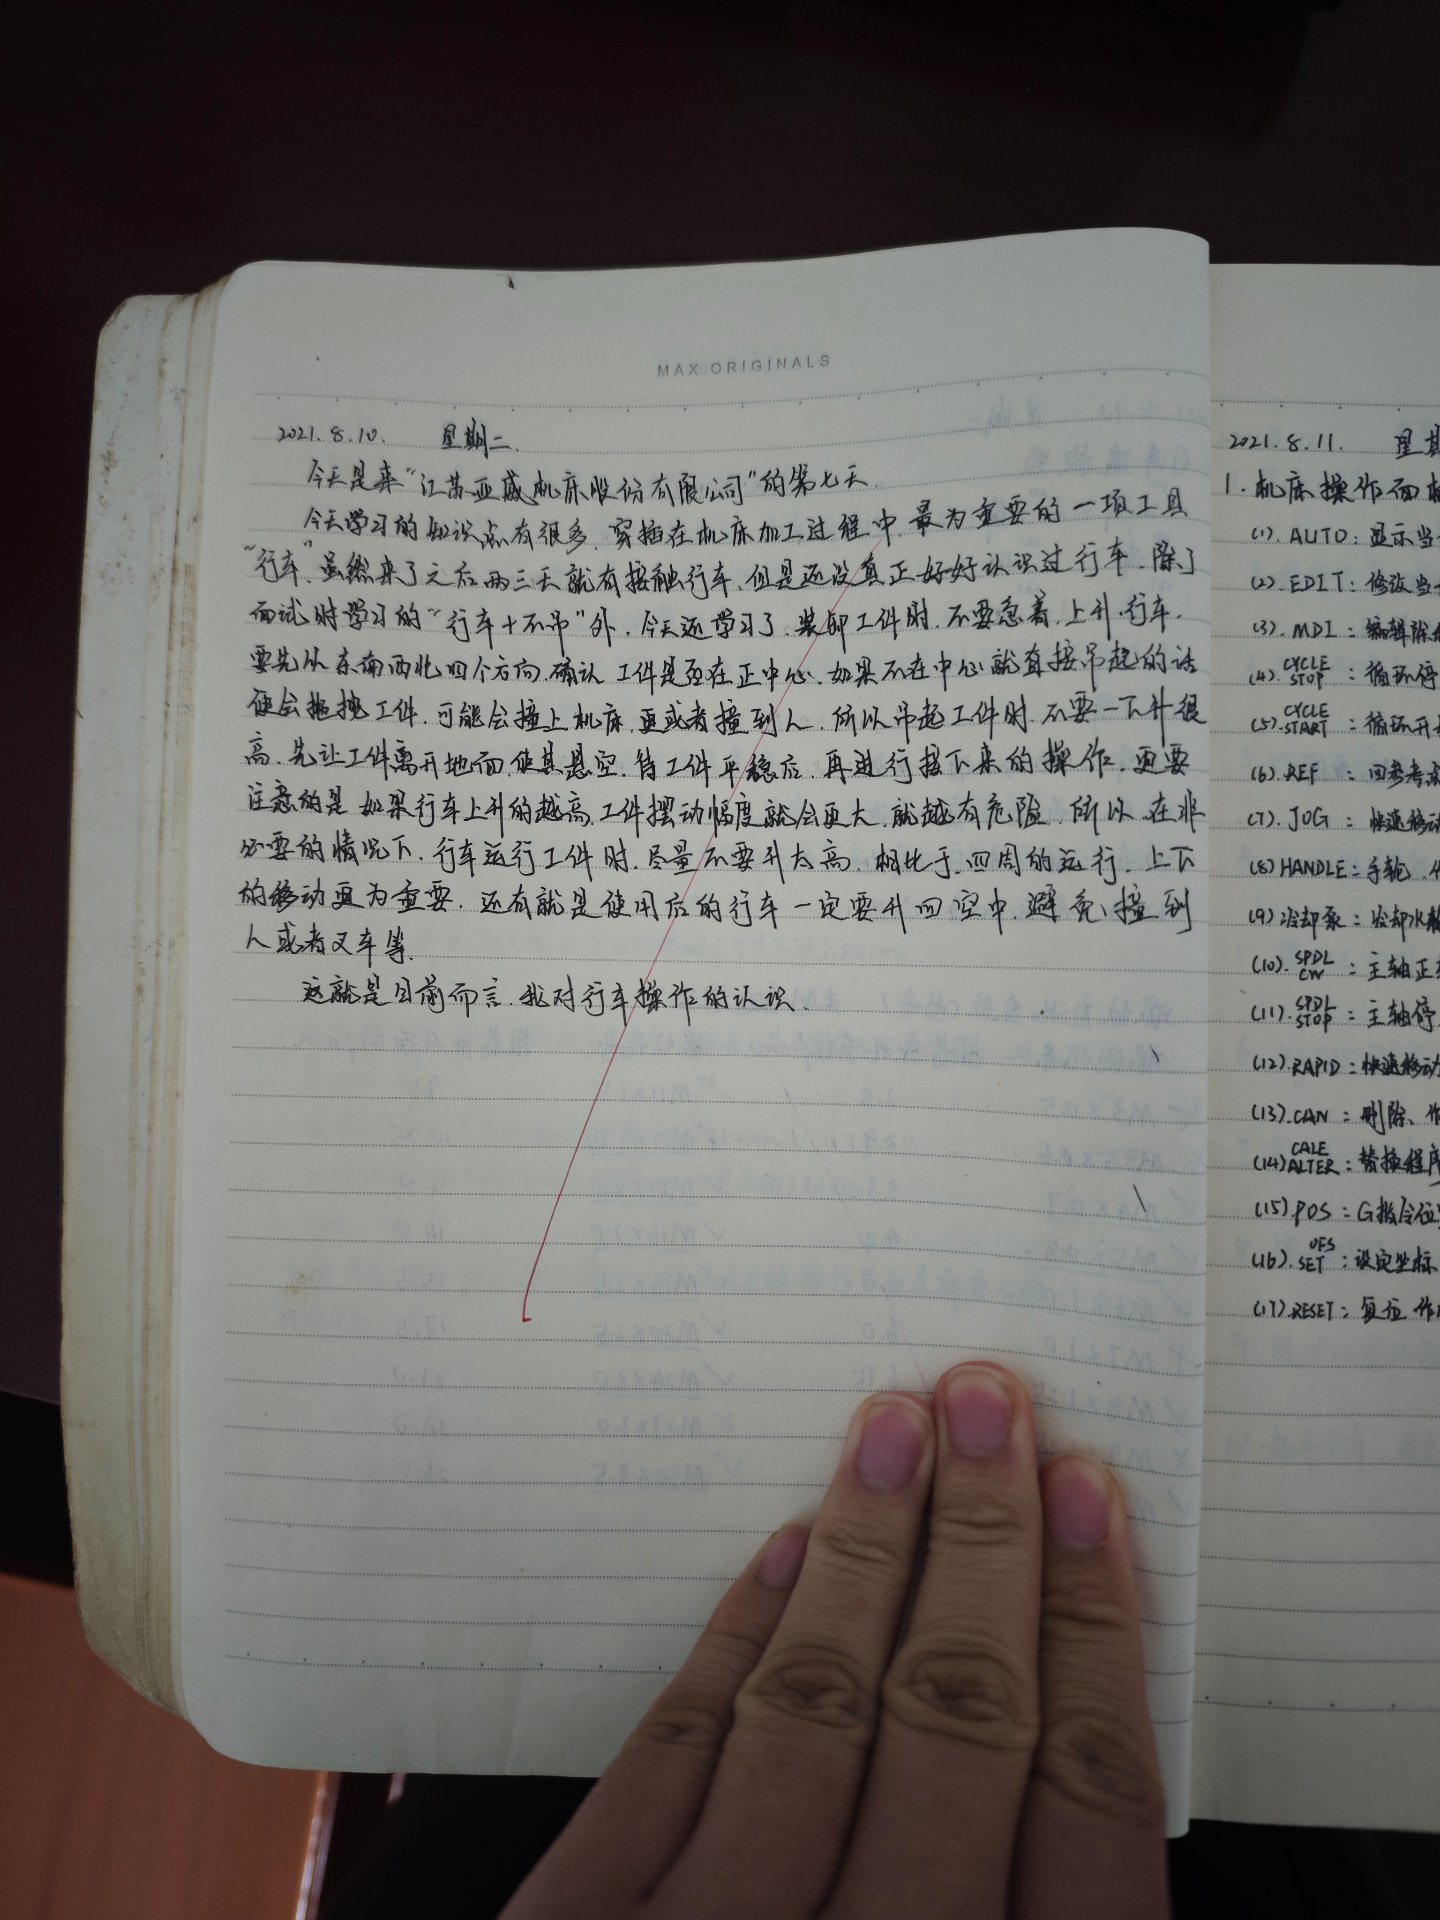 MAX ORIGINALS
2021.8.10. 星期二.
今天是来“江苏亚威机床股份有限公司”的第七天.
今天学习的知识点有很多. 穿插在机床加工过程中. 最为重要的一项工具
“行车”. 虽然来了之后两三天就有接触行车. 但是还没真正好好认识过行车. 除了
面试时学习的“行车十不吊”外. 今天还学习了. 装卸工件时. 不要急着. 上升. 行车.
要先从东南西北四个方向. 确认. 工件是否在正中心. 如果不在中心就直接吊起的话
便会拖拽工件. 可能会撞上机床. 更或者撞到人. 所以吊起工件时. 不要一下升很
高. 先让工件离开地面. 使其悬空. 待工件平稳后. 再进行接下来的操作. 更要
注意的是如果行车上升的越高. 工件摆动幅度就会更大. 就越有危险. 所以. 在非
必要的情况下. 行车运行工件时. 尽量不要升太高. 相比于. 四周的运行. 上下
的移动更为重要. 还有就是使用后的行车一定要升回空中. 避免撞到
人或者叉车等.
这就是目前而言. 我对行车操作的认识.
2021.8.11. 星期
1. 机床操作面板
(1). AUTO: 显示当
(2). EDIT: 修改当
(3). MDI: 编辑
(4). CYCLE STOP: 循环停
(5). CYCLE START: 循环开
(6). REF: 回参考点
(7). JOG: 快速移动
(8) HANDLE: 手轮.
(9) 冷却泵: 冷却水
(10). SPDL CW: 主轴正
(11). SPDL STOP: 主轴停
(12). RAPID: 快速移动
(13). CAN: 删除、作
(14) CALE ALTER: 替换程序
(15). POS: G指令位
(16). OFS SET: 设定坐标
(17). RESET: 复位. 作